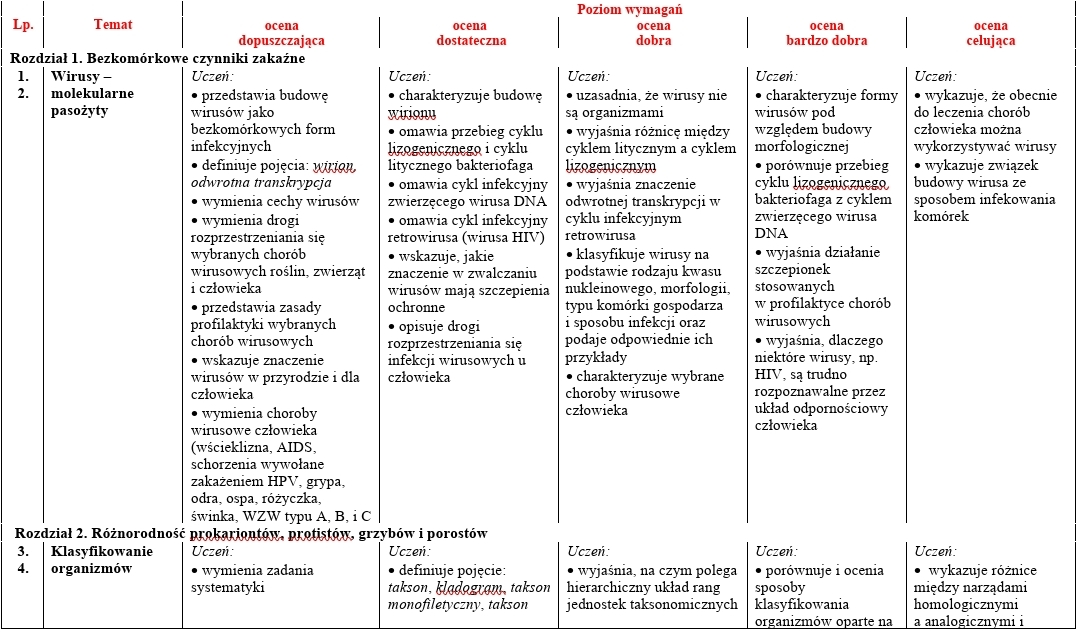 Poziom wymagań
Lp.
Temat
ocena
dopuszczająca
ocena
dostateczna
ocena
dobra
ocena
bardzo dobra
ocena
celująca
Rozdział 1. Bezkomórkowe czynniki zakaźne
1.
2.
Wirusy –
molekularne
pasożyty
Uczeń:
• przedstawia budowę
wirusów jako
bezkomórkowych form
infekcyjnych
• definiuje pojęcia: wirion,
odwrotna transkrypcja
• wymienia cechy wirusów
• wymienia drogi
rozprzestrzeniania się
wybranych chorób
wirusowych roślin, zwierząt
i człowieka
• przedstawia zasady
profilaktyki wybranych
chorób wirusowych
• wskazuje znaczenie
wirusów w przyrodzie i dla
człowieka
• wymienia choroby
wirusowe człowieka
(wścieklizna, AIDS,
schorzenia wywołane
zakażeniem HPV, grypa,
odra, ospa, różyczka,
świnka, WZW typu A, B, i C
Uczeń:
• charakteryzuje budowę
wirionu
• omawia przebieg cyklu
lizogenicznego i cyklu
litycznego bakteriofaga
• omawia cykl infekcyjny
zwierzęcego wirusa DNA
• omawia cykl infekcyjny
retrowirusa (wirusa HIV)
• wskazuje, jakie
znaczenie w zwalczaniu
wirusów mają szczepienia
ochronne
• opisuje drogi
rozprzestrzeniania się
infekcji wirusowych u
człowieka
Uczeń:
• uzasadnia, że wirusy nie
są organizmami
• wyjaśnia różnicę między
cyklem litycznym a cyklem
lizogenicznym
• wyjaśnia znaczenie
odwrotnej transkrypcji w
cyklu infekcyjnym
retrowirusa
• klasyfikuje wirusy na
podstawie rodzaju kwasu
nukleinowego, morfologii,
typu komórki gospodarza
i sposobu infekcji oraz
podaje odpowiednie ich
przykłady
• charakteryzuje wybrane
choroby wirusowe
człowieka
Uczeń:
• charakteryzuje formy
wirusów pod
względem budowy
morfologicznej
• porównuje przebieg
cyklu lizogenicznego
bakteriofaga z cyklem
zwierzęcego wirusa
DNA
• wyjaśnia działanie
szczepionek
stosowanych
w profilaktyce chorób
wirusowych
• wyjaśnia, dlaczego
niektóre wirusy, np.
HIV, są trudno
rozpoznawalne przez
układ odpornościowy
człowieka
Uczeń:
• wykazuje, że obecnie
do leczenia chorób
człowieka można
wykorzystywać wirusy
• wykazuje związek
budowy wirusa ze
sposobem infekowania
komórek
Rozdział 2. Różnorodność prokariontów, protistów, grzybów i porostów
3.
4.
Klasyfikowanie
organizmów
Uczeń:
• wymienia zadania
systematyki
Uczeń:
• definiuje pojęcie:
takson, kladogram, takson
monofiletyczny, takson
Uczeń:
• wyjaśnia, na czym polega
hierarchiczny układ rang
jednostek taksonomicznych
Uczeń:
• porównuje i ocenia
sposoby
klasyfikowania
organizmów oparte na
Uczeń:
• wykazuje różnice
między narządami
homologicznymi
a analogicznymi i